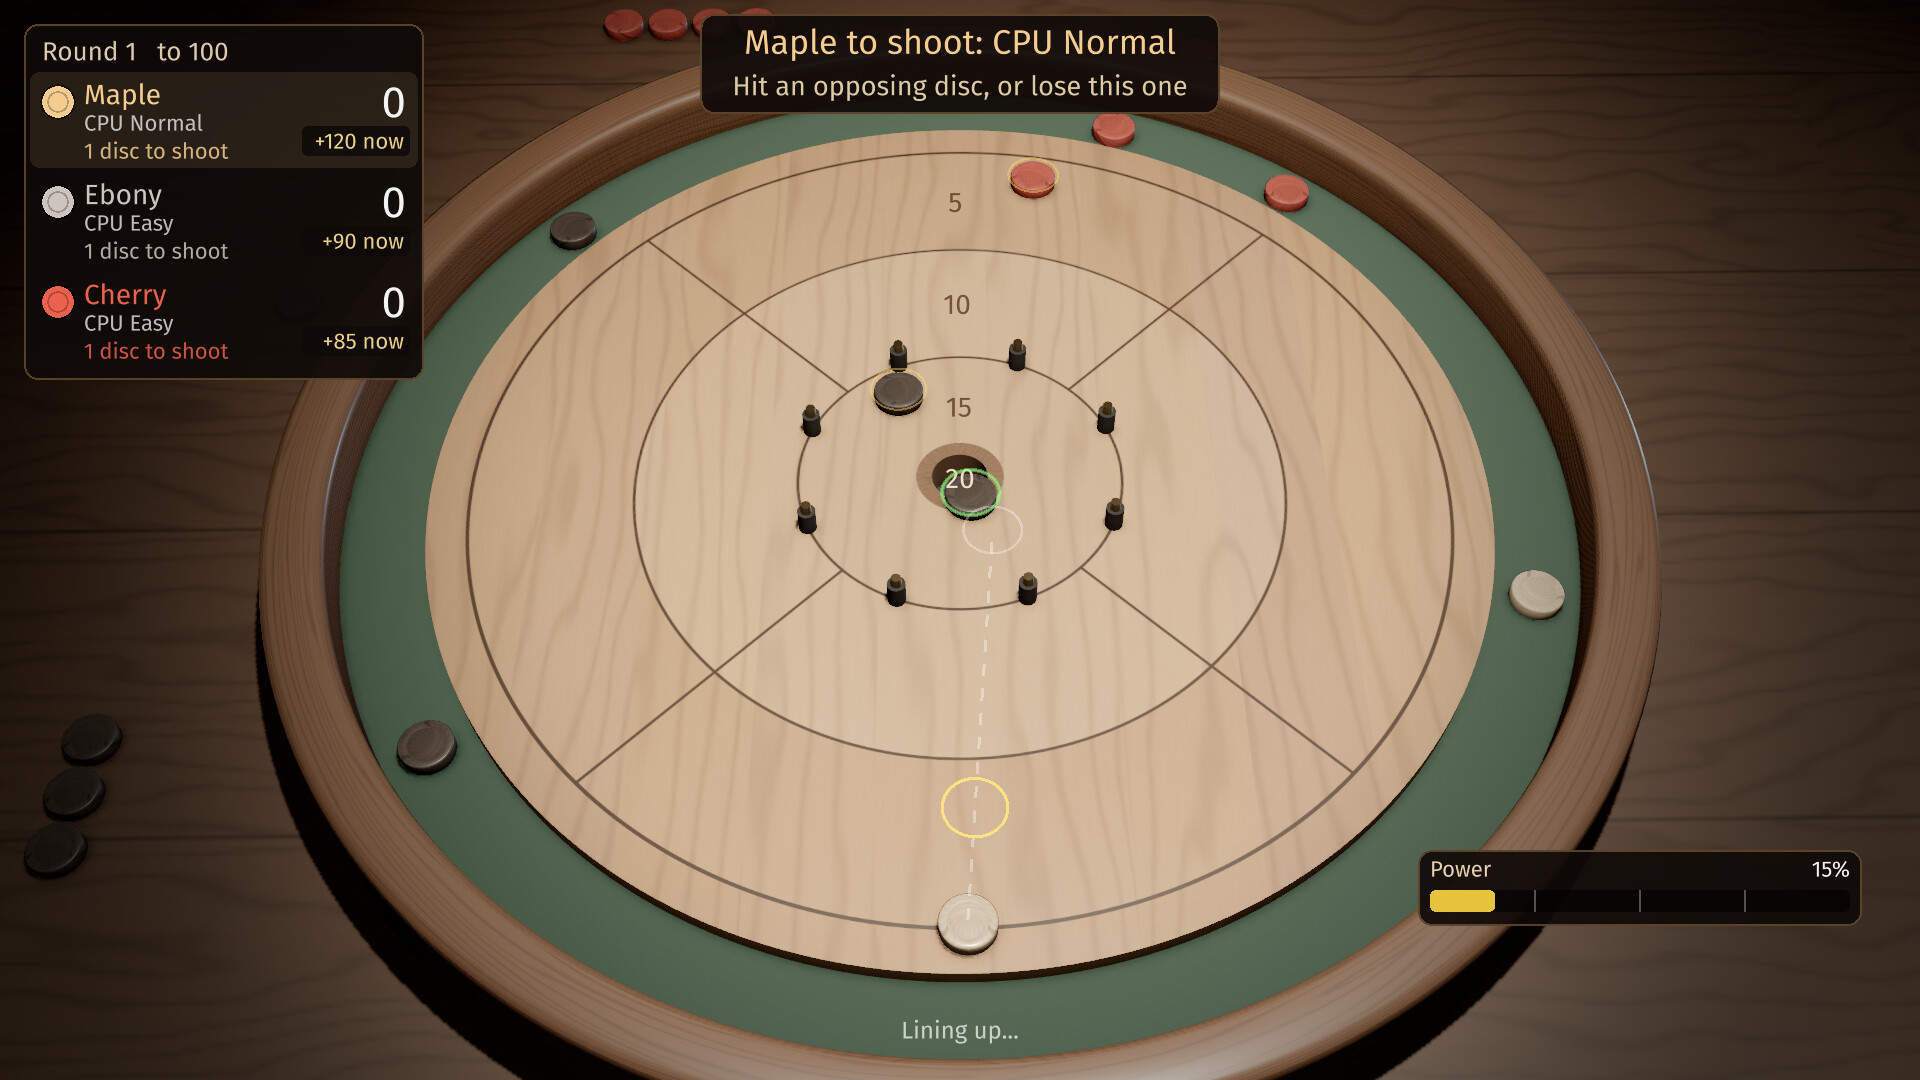 Round 1 to 100
Maple
CPU Normal
1 disc to shoot
0
+120 now
Ebony
CPU Easy
1 disc to shoot
0
+90 now
Cherry
CPU Easy
1 disc to shoot
0
+85 now
Maple to shoot: CPU Normal
Hit an opposing disc, or lose this one
5
10
15
20
Power 15%
Lining up...